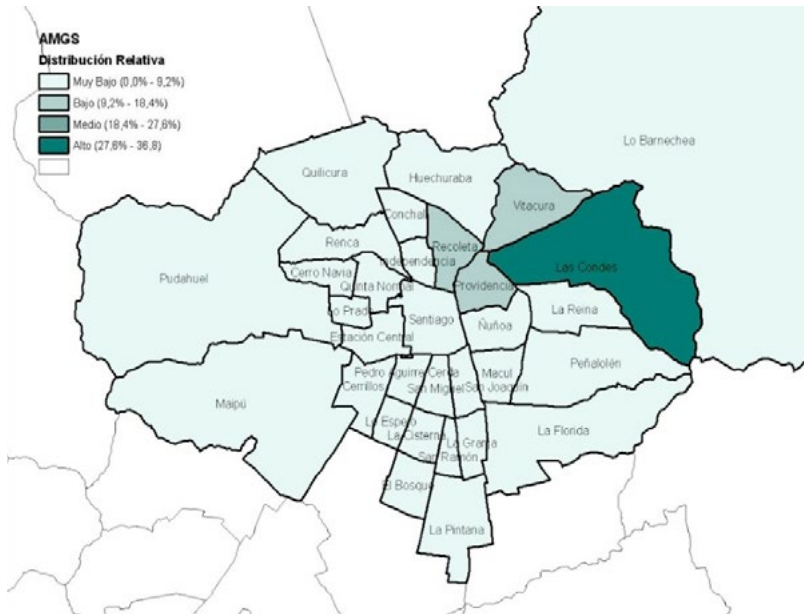 AMGS
Distribución Relativa
Muy Bajo (0,0% - 9,2%)
Bajo (9,2% - 18,4%)
Medio (18,4% - 27,6%)
Alto (27,6% - 36,8)
Lo Barnechea
Quilicura
Huechuraba
Vitacura
Conchalí
Recoleta
Renca
Independencia
Las Condes
Pudahuel
Cerro Navia
Quinta Normal
Providencia
Lo Prado
Santiago
Ñuñoa
La Reina
Estación Central
Pedro Aguirre Cerda
Macul
Peñalolén
Cerrillos
San Miguel
San Joaquín
Maipú
Lo Espejo
La Cisterna
La Granja
La Florida
San Ramón
El Bosque
La Pintana